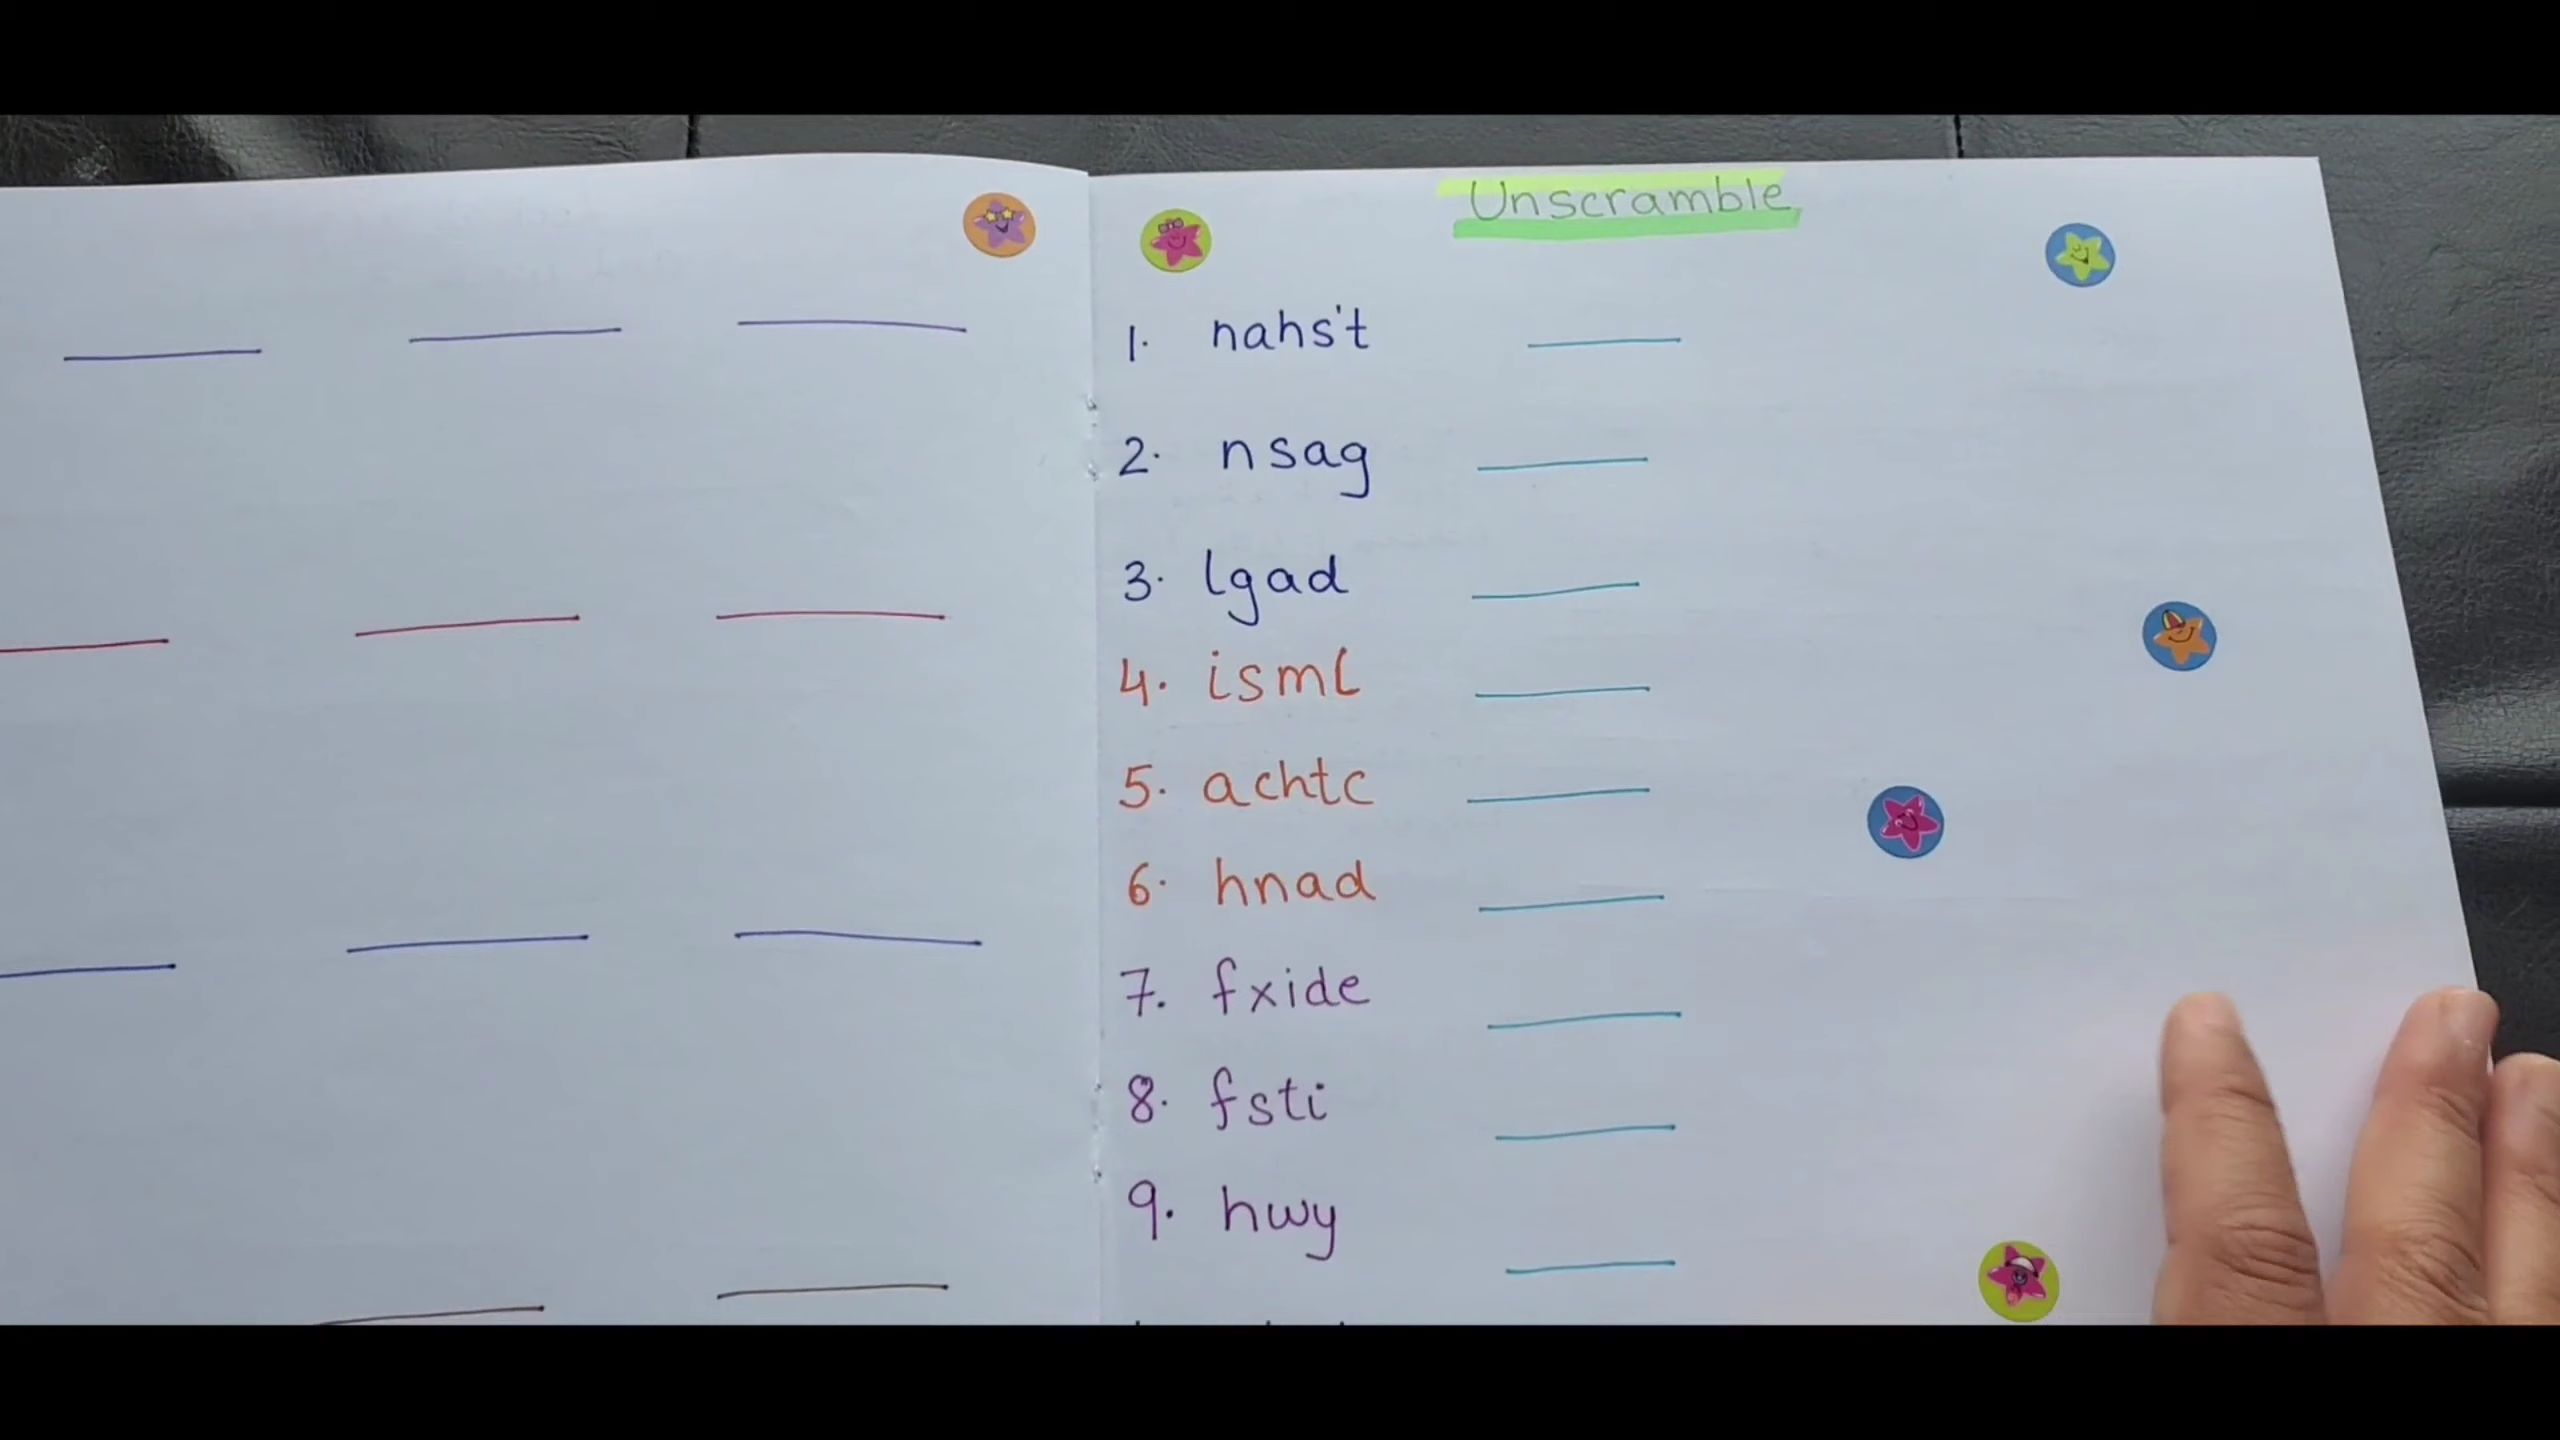 Unscramble
1. nahs't
2. nsag
3. lgad
4. isml
5. achtc
6. hnad
7. fxide
8. fsti
9. hwy